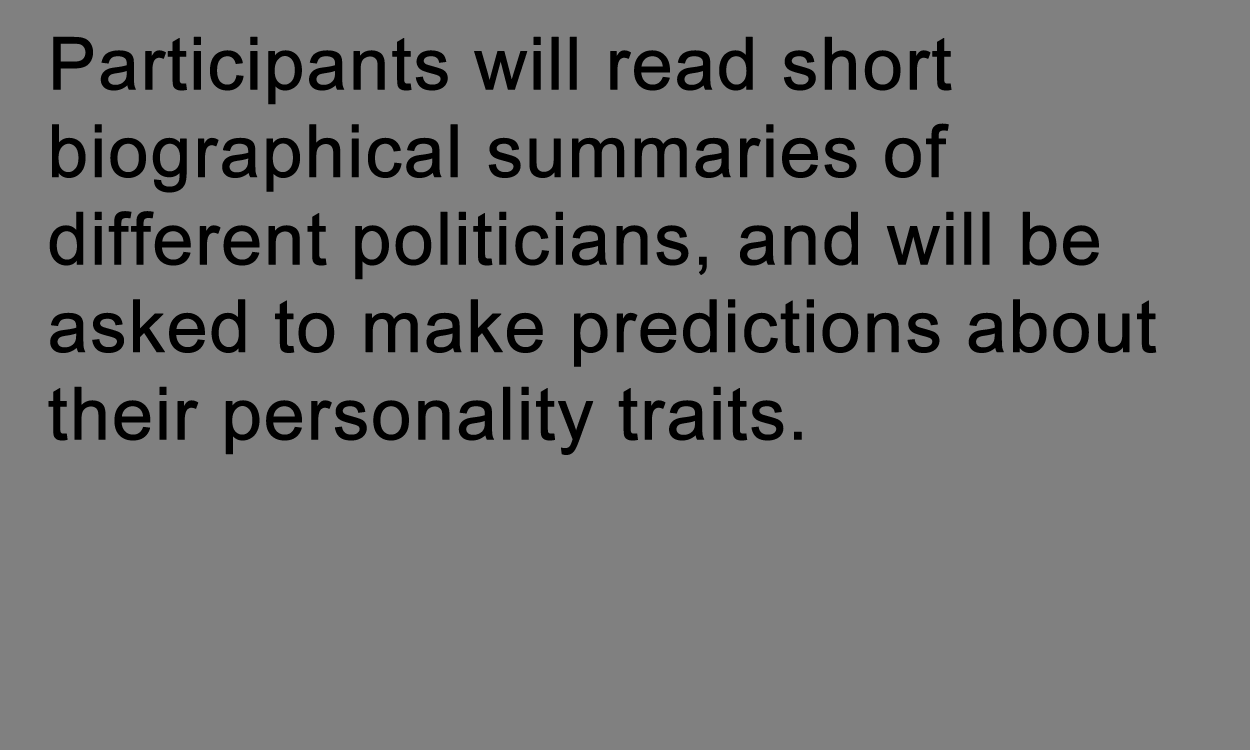 Participants will read short
biographical summaries of
different politicians, and will be
asked to make predictions about
their personality traits.